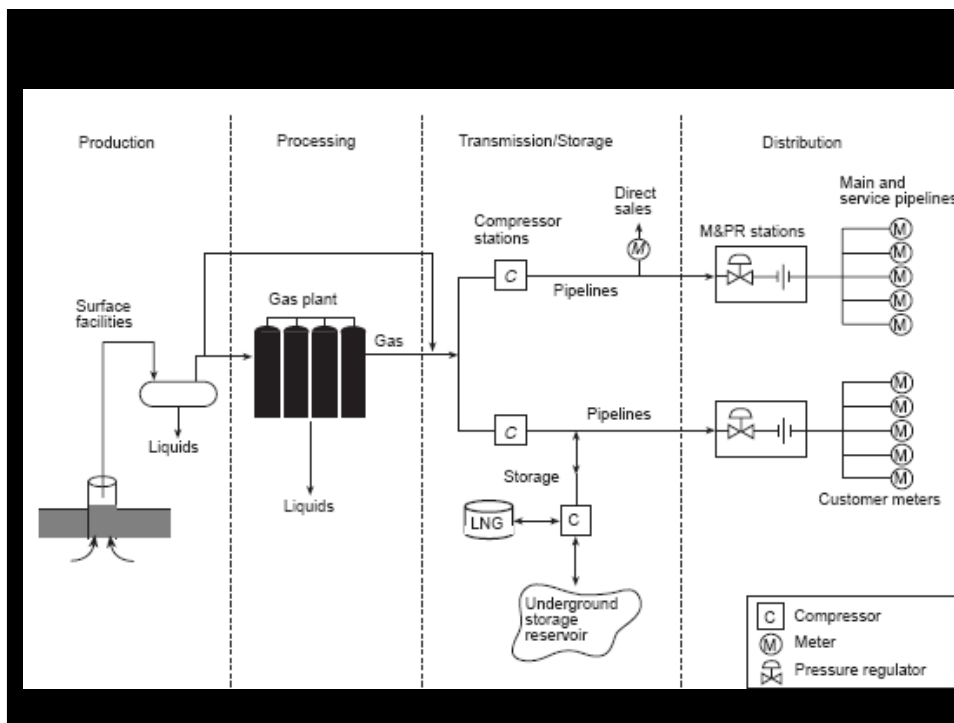 Production
Processing
Transmission/Storage
Distribution
Main and
service pipelines
Direct
sales
Compressor
stations
M&PR stations
M
M
M
C
M
Pipelines
M
M
M
Surface
facilities
Gas plant
Gas
Liquids
Liquids
Pipelines
C
M
M
M
M
M
Customer meters
Storage
LNG
C
Underground
storage
reservoir
C Compressor
M Meter
Pressure regulator